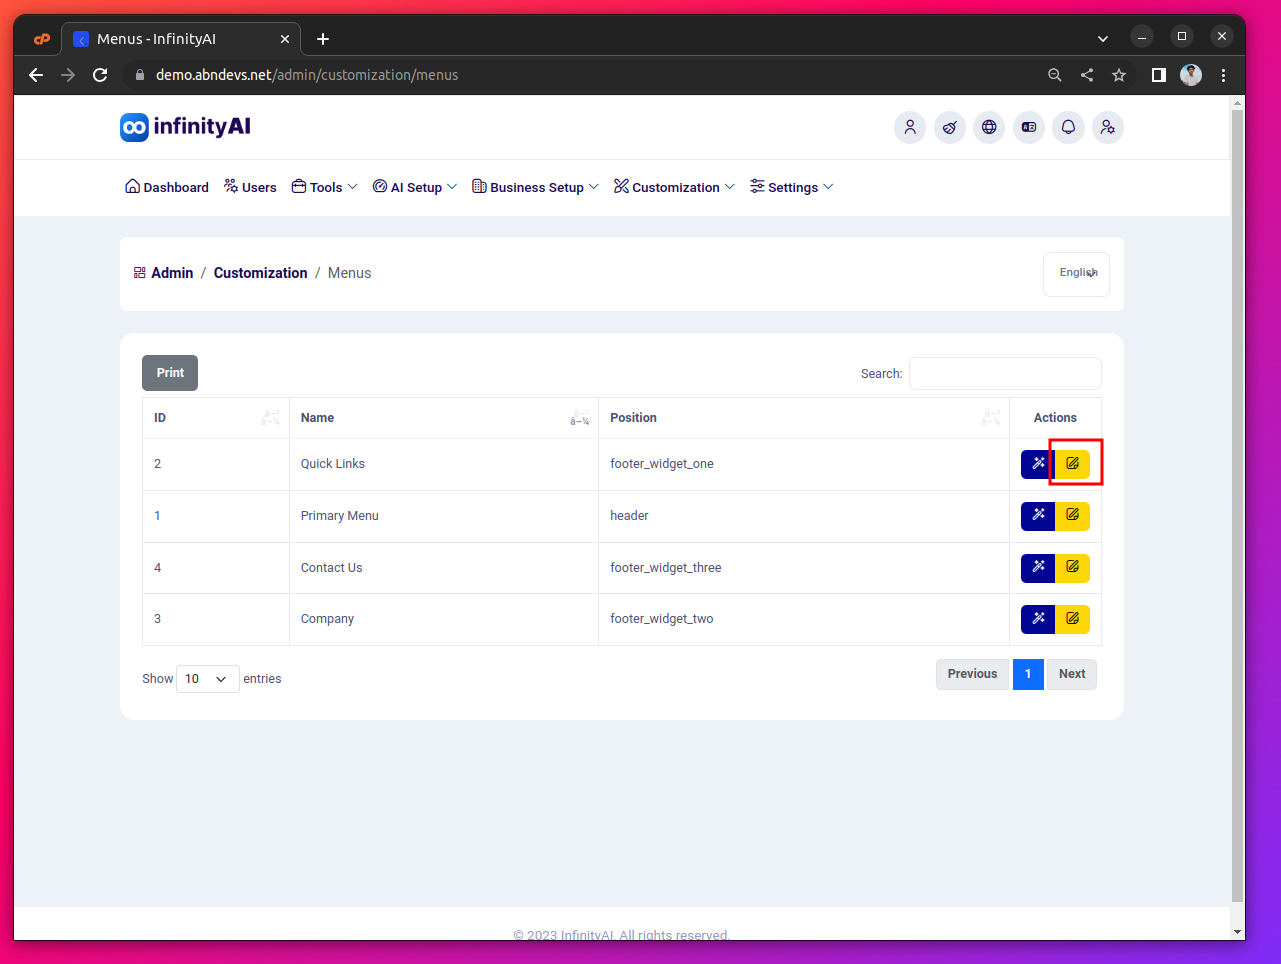 Menus - InfinityAI
demo.abndevs.net/admin/customization/menus
infinityAI
Dashboard Users Tools AI Setup Business Setup Customization Settings
Admin / Customization / Menus
English
Print
Search:
ID Name Position Actions
2 Quick Links footer_widget_one
1 Primary Menu header
4 Contact Us footer_widget_three
3 Company footer_widget_two
Show 10 entries
Previous 1 Next
© 2023 InfinityAI. All rights reserved.